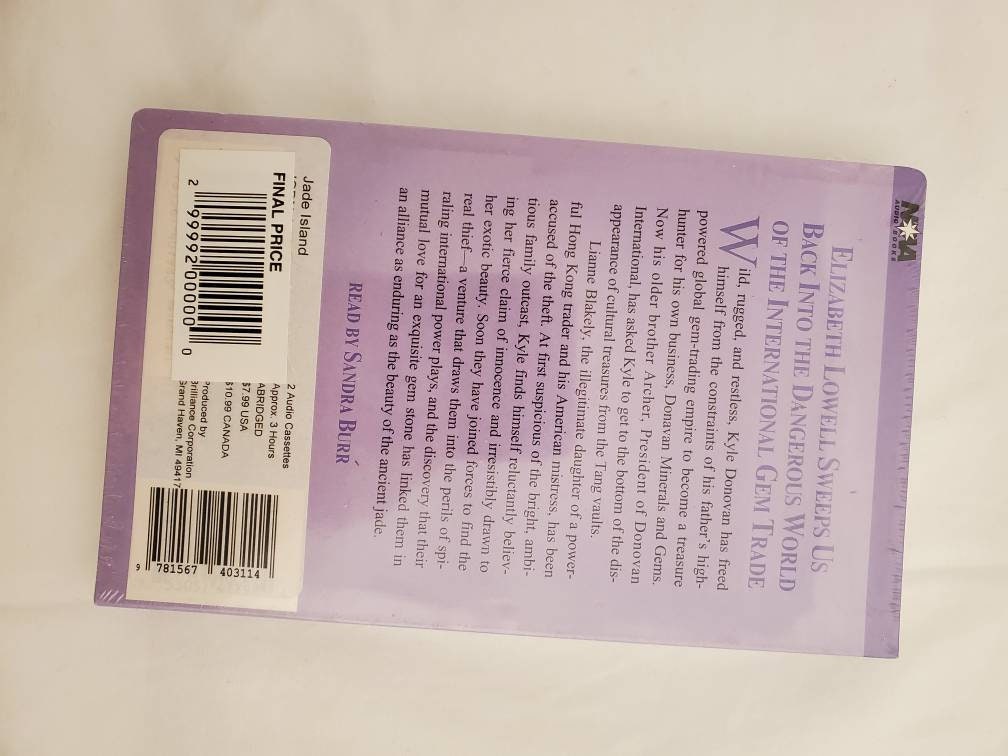 NOVA
AUDIO BOOKS
ELIZABETH LOWELL SWEEPS US
BACK INTO THE DANGEROUS WORLD
OF THE INTERNATIONAL GEM TRADE
Wild, rugged, and restless, Kyle Donovan has freed
himself from the constraints of his father's high-
powered global gem-trading empire to become a treasure
hunter for his own business, Donovan Minerals and Gems.
Now his older brother, Archer, President of Donovan
International, has asked Kyle to get to the bottom of the dis-
appearance of cultural treasures from the Tang vaults.
Lianne Blakely, the illegitimate daughter of a power-
ful Hong Kong trader and his American mistress, has been
accused of the theft. At first suspicious of the bright, ambi-
tious family outcast, Kyle finds himself reluctantly believ-
ing her fierce claim of innocence and irresistibly drawn to
her exotic beauty. Soon they have joined forces to find the
real thief—a venture that draws them into the perils of spi-
raling international power plays, and the discovery that their
mutual love for an exquisite gem stone has linked them in
an alliance as enduring as the beauty of the ancient jade.
READ BY SANDRA BURR
Jade Island
FINAL PRICE
2 99992 00000 0
2 Audio Cassettes
Approx. 3 Hours
ABRIDGED
$7.99 USA
$10.99 CANADA
Produced by
Brilliance Corporation
Grand Haven, MI 49417
9 781567 403114